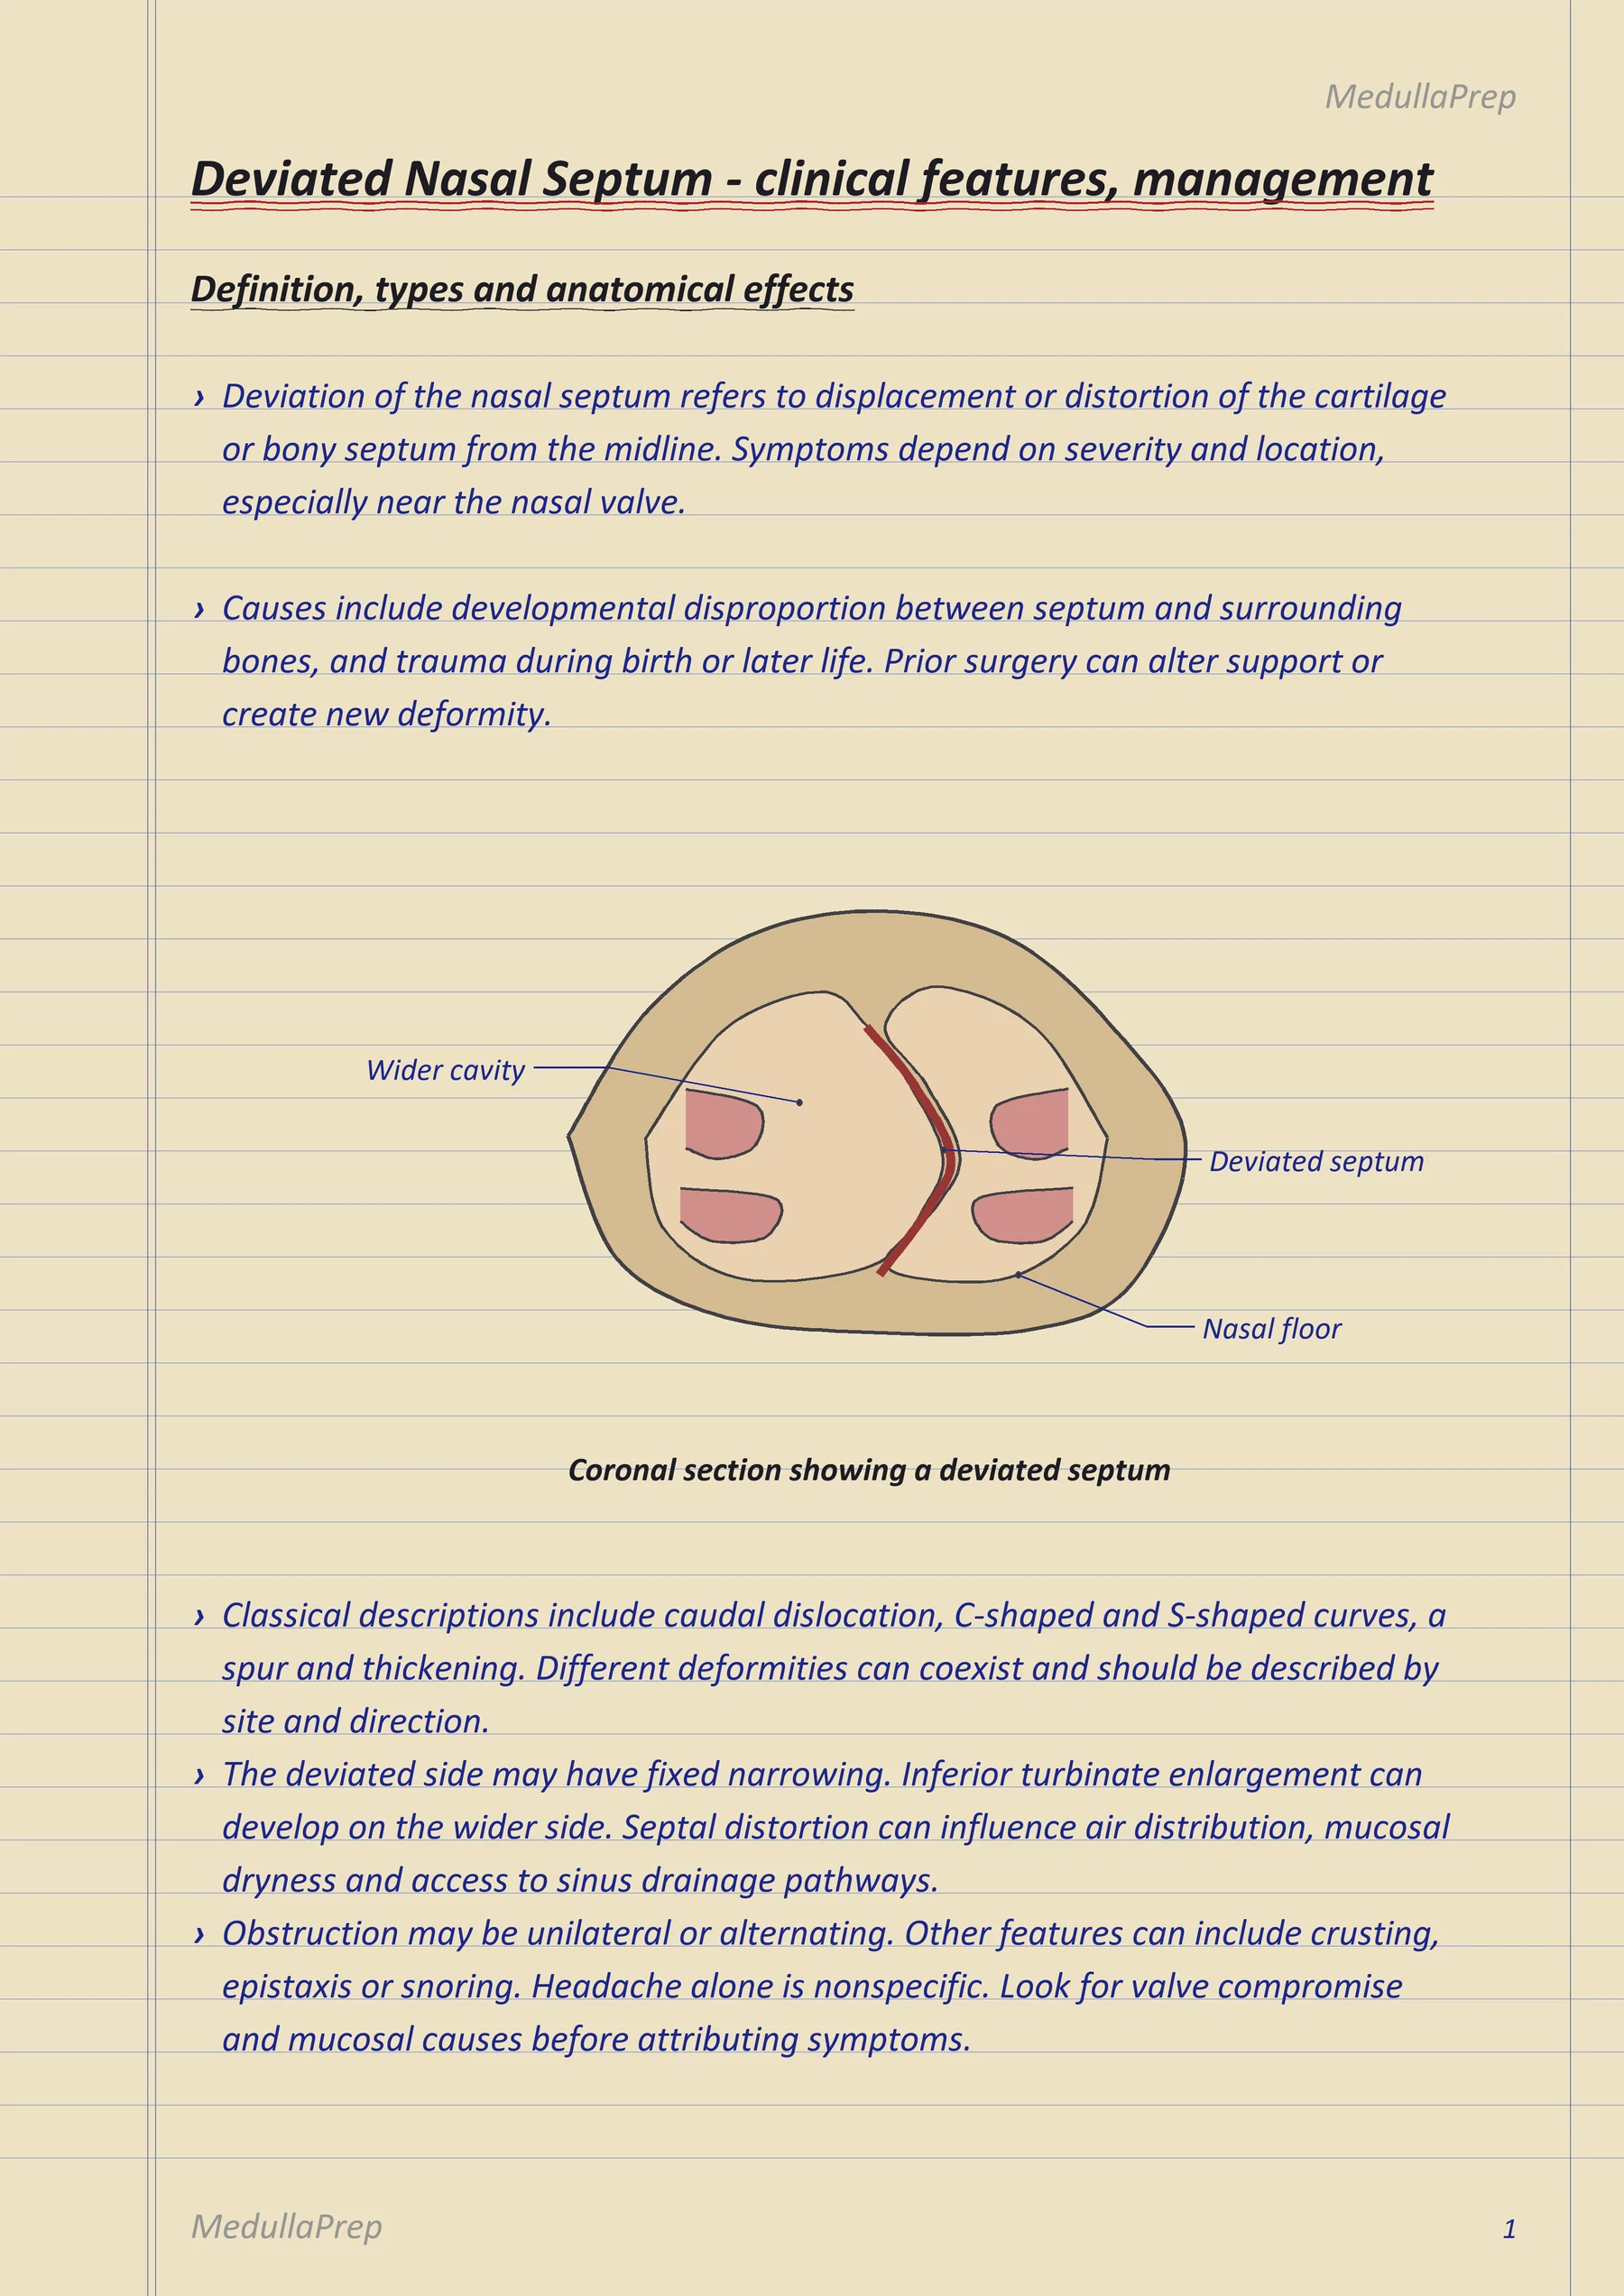 MedullaPrep
Deviated Nasal Septum - clinical features, management
Definition, types and anatomical effects
› Deviation of the nasal septum refers to displacement or distortion of the cartilage
or bony septum from the midline. Symptoms depend on severity and location,
especially near the nasal valve.
› Causes include developmental disproportion between septum and surrounding
bones, and trauma during birth or later life. Prior surgery can alter support or
create new deformity.
Wider cavity
Deviated septum
Nasal floor
Coronal section showing a deviated septum
› Classical descriptions include caudal dislocation, C-shaped and S-shaped curves, a
spur and thickening. Different deformities can coexist and should be described by
site and direction.
› The deviated side may have fixed narrowing. Inferior turbinate enlargement can
develop on the wider side. Septal distortion can influence air distribution, mucosal
dryness and access to sinus drainage pathways.
› Obstruction may be unilateral or alternating. Other features can include crusting,
epistaxis or snoring. Headache alone is nonspecific. Look for valve compromise
and mucosal causes before attributing symptoms.
MedullaPrep
1